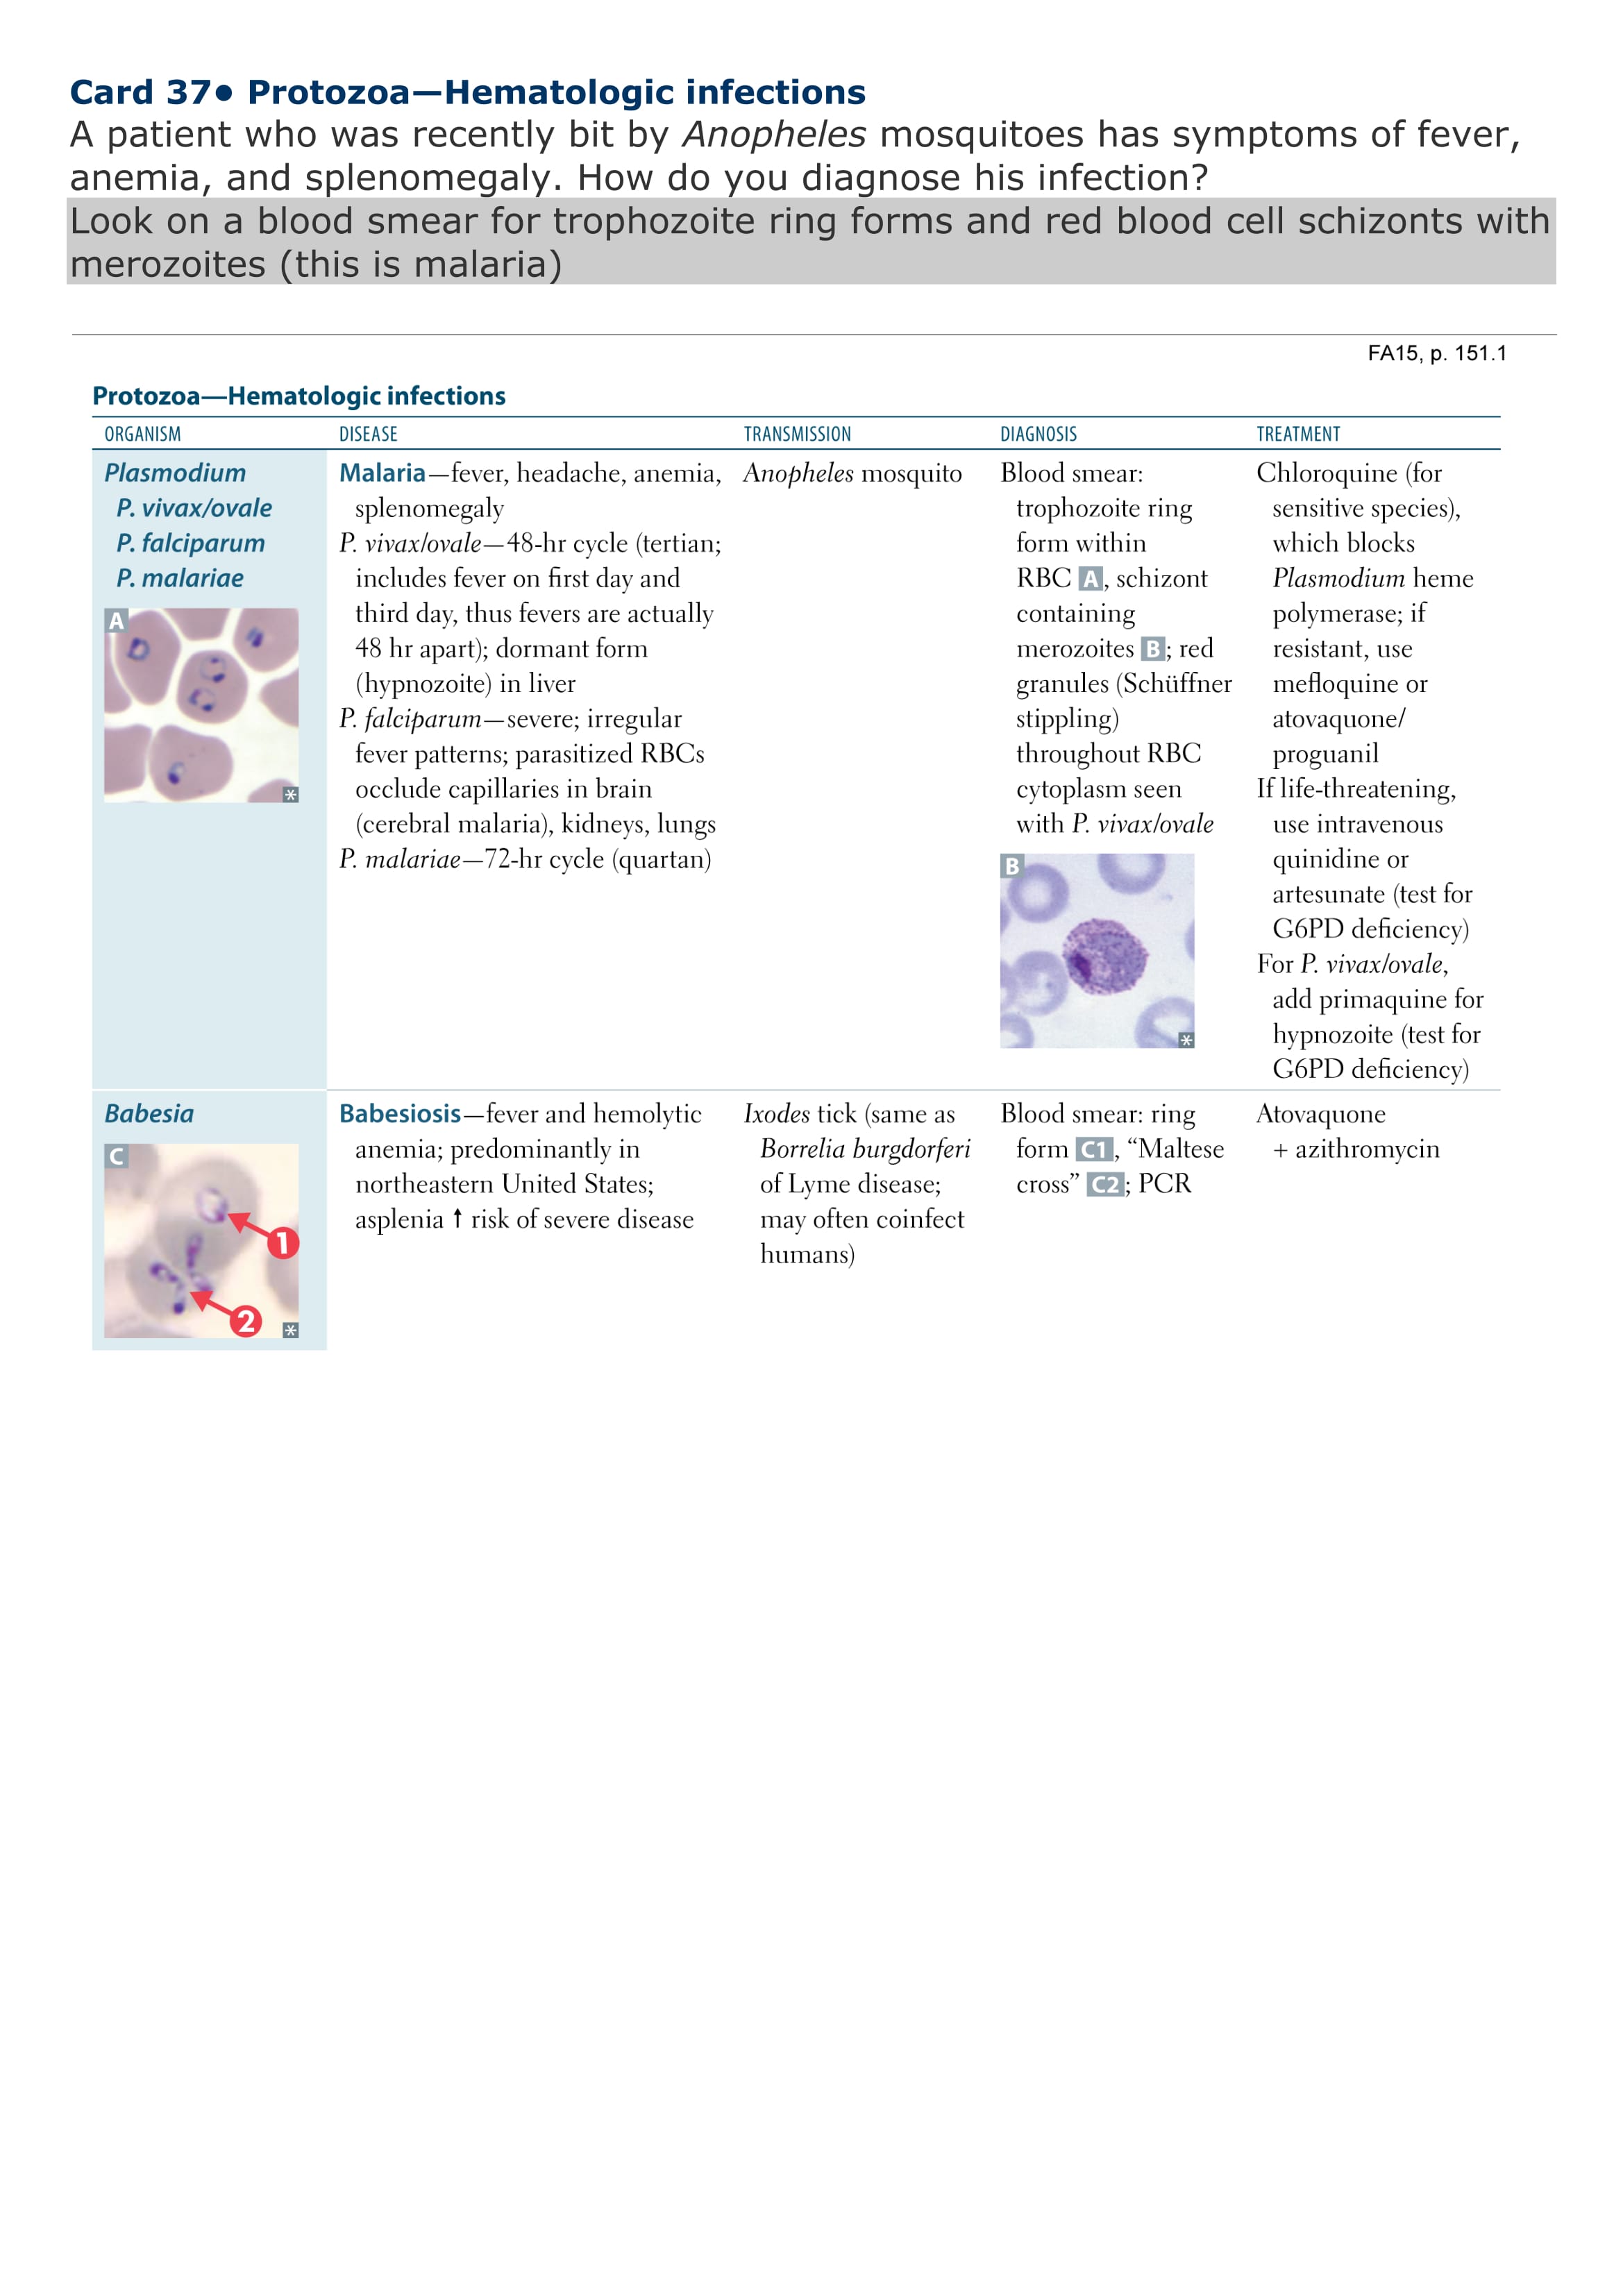 Card 37● Protozoa—Hematologic infections
A patient who was recently bit by Anopheles mosquitoes has symptoms of fever,
anemia, and splenomegaly. How do you diagnose his infection?
Look on a blood smear for trophozoite ring forms and red blood cell schizonts with
merozoites (this is malaria)
FA15, p. 151.1
Protozoa—Hematologic infections
ORGANISM DISEASE TRANSMISSION DIAGNOSIS TREATMENT
Plasmodium
P. vivax/ovale
P. falciparum
P. malariae
A
*
Malaria—fever, headache, anemia,
splenomegaly
P. vivax/ovale—48-hr cycle (tertian;
includes fever on first day and
third day, thus fevers are actually
48 hr apart); dormant form
(hypnozoite) in liver
P. falciparum—severe; irregular
fever patterns; parasitized RBCs
occlude capillaries in brain
(cerebral malaria), kidneys, lungs
P. malariae—72-hr cycle (quartan)
Anopheles mosquito
Blood smear:
trophozoite ring
form within
RBC A, schizont
containing
merozoites B; red
granules (Schüffner
stippling)
throughout RBC
cytoplasm seen
with P. vivax/ovale
B
*
Chloroquine (for
sensitive species),
which blocks
Plasmodium heme
polymerase; if
resistant, use
mefloquine or
atovaquone/
proguanil
If life-threatening,
use intravenous
quinidine or
artesunate (test for
G6PD deficiency)
For P. vivax/ovale,
add primaquine for
hypnozoite (test for
G6PD deficiency)
Babesia
C
1
2
*
Babesiosis—fever and hemolytic
anemia; predominantly in
northeastern United States;
asplenia ↑ risk of severe disease
Ixodes tick (same as
Borrelia burgdorferi
of Lyme disease;
may often coinfect
humans)
Blood smear: ring
form C1, “Maltese
cross” C2; PCR
Atovaquone
+ azithromycin